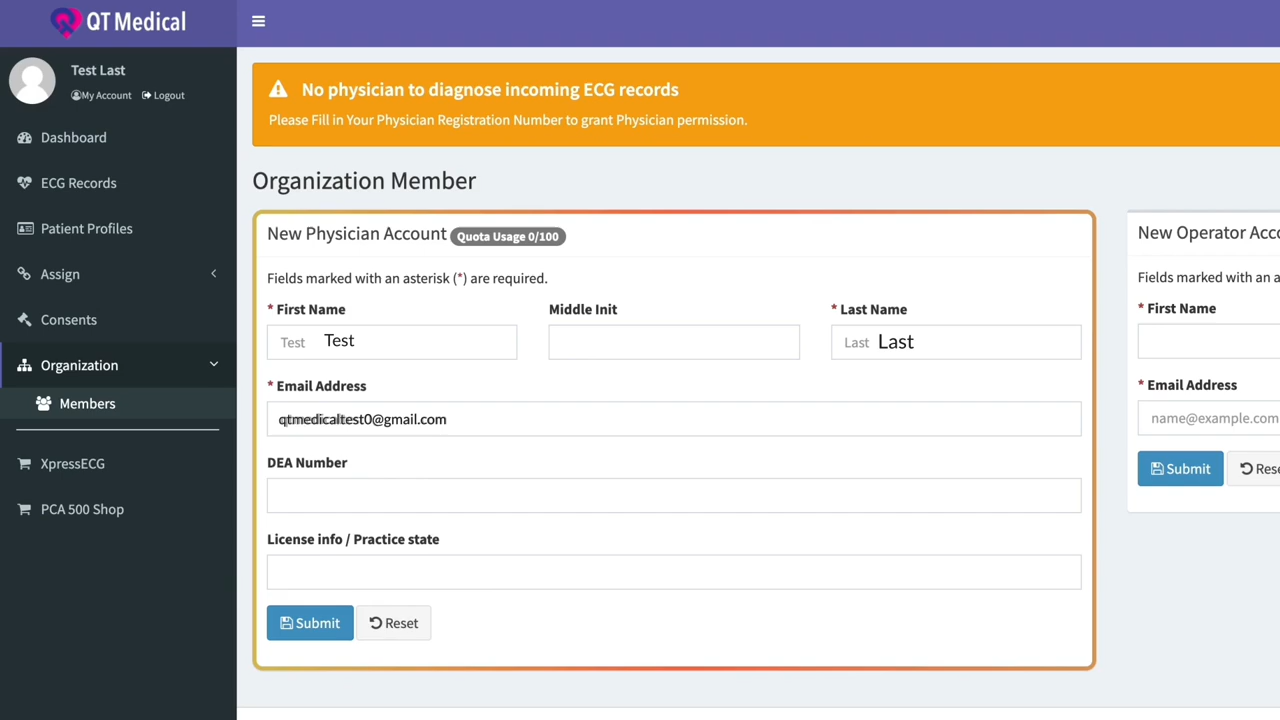 QT Medical
Test Last
My Account Logout
Dashboard
ECG Records
Patient Profiles
Assign
Consents
Organization
Members
XpressECG
PCA 500 Shop
No physician to diagnose incoming ECG records
Please Fill in Your Physician Registration Number to grant Physician permission.
Organization Member
New Physician Account Quota Usage 0/100
Fields marked with an asterisk (*) are required.
* First Name Middle Init * Last Name
Test Test Last Last
* Email Address
qtmedicaltest0@gmail.com
DEA Number
License info / Practice state
Submit Reset
New Operator Acco
Fields marked with an a
* First Name
* Email Address
name@example.com
Submit Rese